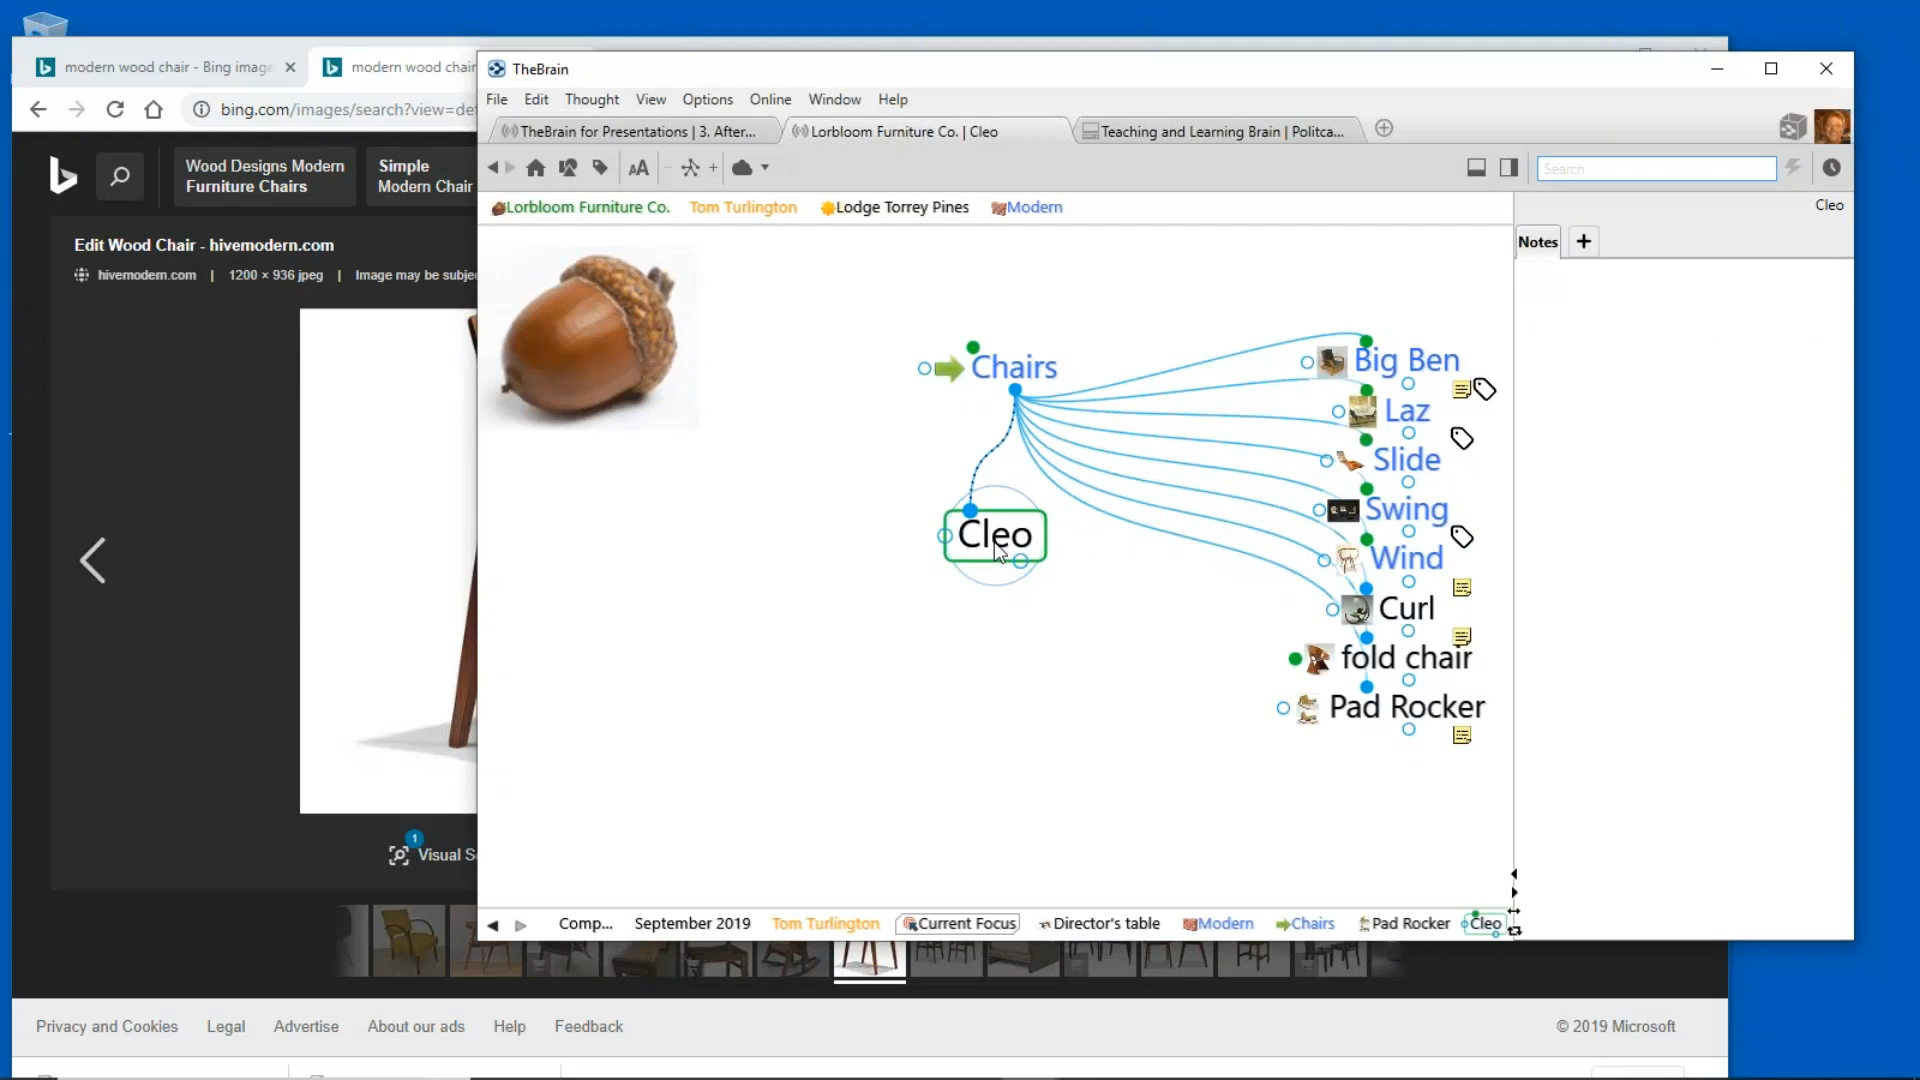 modern wood chair - Bing image
modern wood chair
bing.com/images/search?view=det
Wood Designs Modern
Furniture Chairs
Simple
Modern Chair
Edit Wood Chair - hivemodern.com
hivemodern.com | 1200 × 936 jpeg | Image may be subje
1
Visual S
TheBrain
File Edit Thought View Options Online Window Help
TheBrain for Presentations | 3. After...
Lorbloom Furniture Co. | Cleo
Teaching and Learning Brain | Politca...
AA
Search
Lorbloom Furniture Co. Tom Turlington Lodge Torrey Pines Modern
Cleo
Notes
Chairs
Cleo
Big Ben
Laz
Slide
Swing
Wind
Curl
fold chair
Pad Rocker
Comp... September 2019 Tom Turlington Current Focus Director's table Modern Chairs Pad Rocker Cleo
Privacy and Cookies Legal Advertise About our ads Help Feedback
© 2019 Microsoft